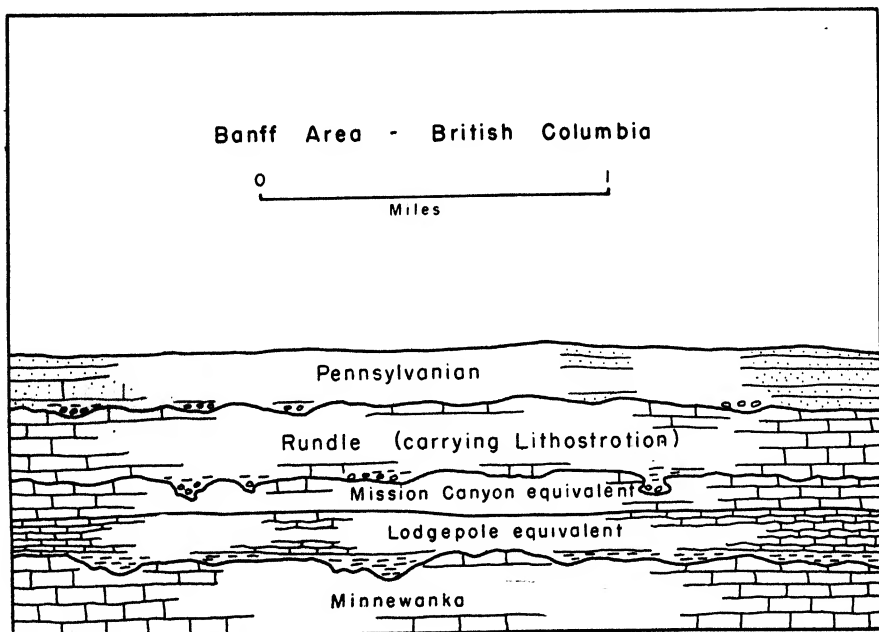 Banff Area - British Columbia
0 1
Miles
Pennsylvanian
Rundle (carrying Lithostrotion)
Mission Canyon equivalent
Lodgepole equivalent
Minnewanka